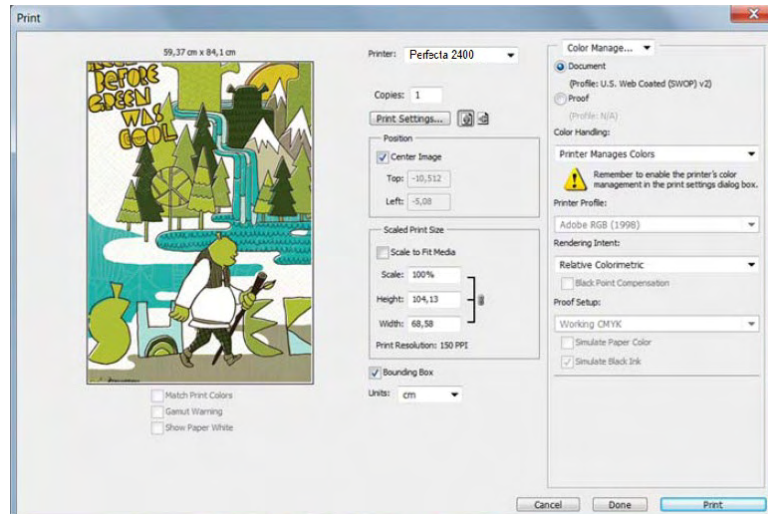 Print
59,37 cm x 84,1 cm
BEFORE
GREEN
WAS
COOL
SHREK
Match Print Colors
Gamut Warning
Show Paper White
Printer: Perfecta 2400
Copies: 1
Print Settings...
Position
Center Image
Top: -10,512
Left: -5,08
Scaled Print Size
Scale to Fit Media
Scale: 100%
Height: 104,13
Width: 68,58
Print Resolution: 150 PPI
Bounding Box
Units: cm
Color Manage...
Document
(Profile: U.S. Web Coated (SWOP) v2)
Proof
(Profile: N/A)
Color Handling:
Printer Manages Colors
Remember to enable the printer's color
management in the print settings dialog box.
Printer Profile:
Adobe RGB (1998)
Rendering Intent:
Relative Colorimetric
Black Point Compensation
Proof Setup:
Working CMYK
Simulate Paper Color
Simulate Black Ink
Cancel
Done
Print